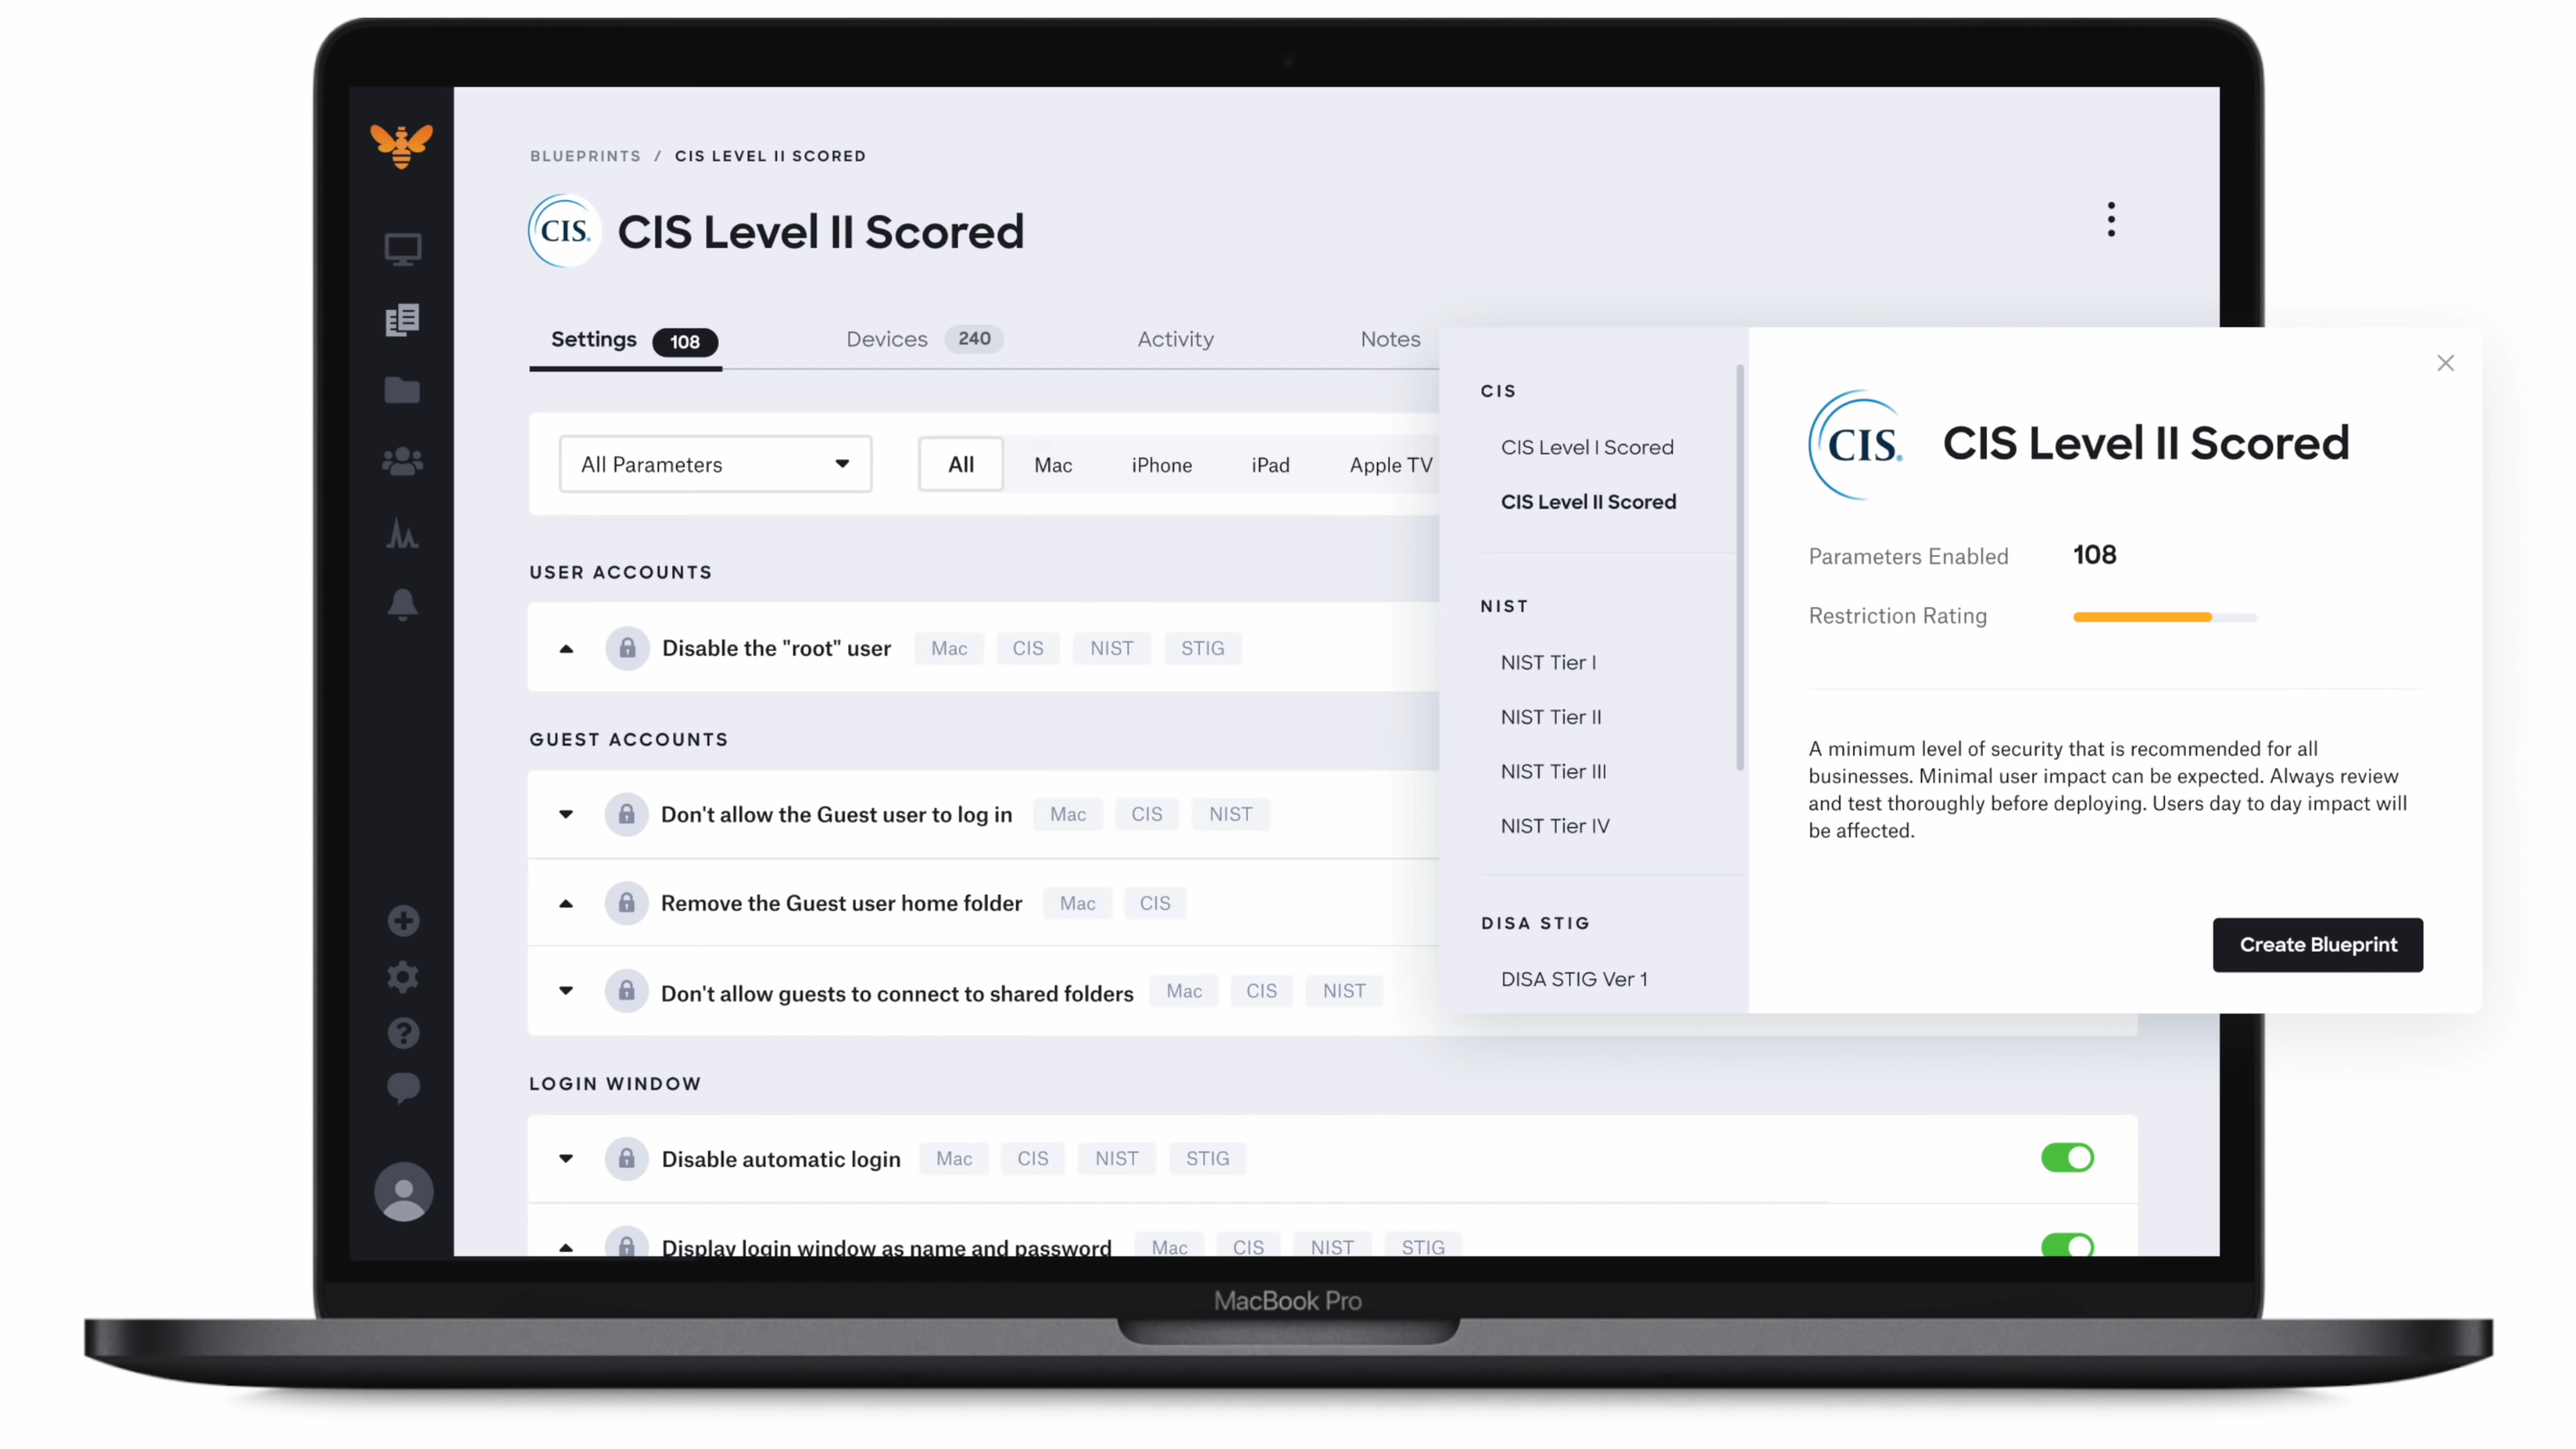 BLUEPRINTS / CIS LEVEL II SCORED
CIS.
CIS Level II Scored
Settings 108 Devices 240 Activity Notes
All Parameters All Mac iPhone iPad Apple TV
USER ACCOUNTS
Disable the "root" user Mac CIS NIST STIG
GUEST ACCOUNTS
Don't allow the Guest user to log in Mac CIS NIST
Remove the Guest user home folder Mac CIS
Don't allow guests to connect to shared folders Mac CIS NIST
LOGIN WINDOW
Disable automatic login Mac CIS NIST STIG
Display login window as name and password Mac CIS NIST STIG
CIS
CIS Level I Scored
CIS Level II Scored
NIST
NIST Tier I
NIST Tier II
NIST Tier III
NIST Tier IV
DISA STIG
DISA STIG Ver 1
CIS®
CIS Level II Scored
Parameters Enabled 108
Restriction Rating
A minimum level of security that is recommended for all
businesses. Minimal user impact can be expected. Always review
and test thoroughly before deploying. Users day to day impact will
be affected.
Create Blueprint
MacBook Pro